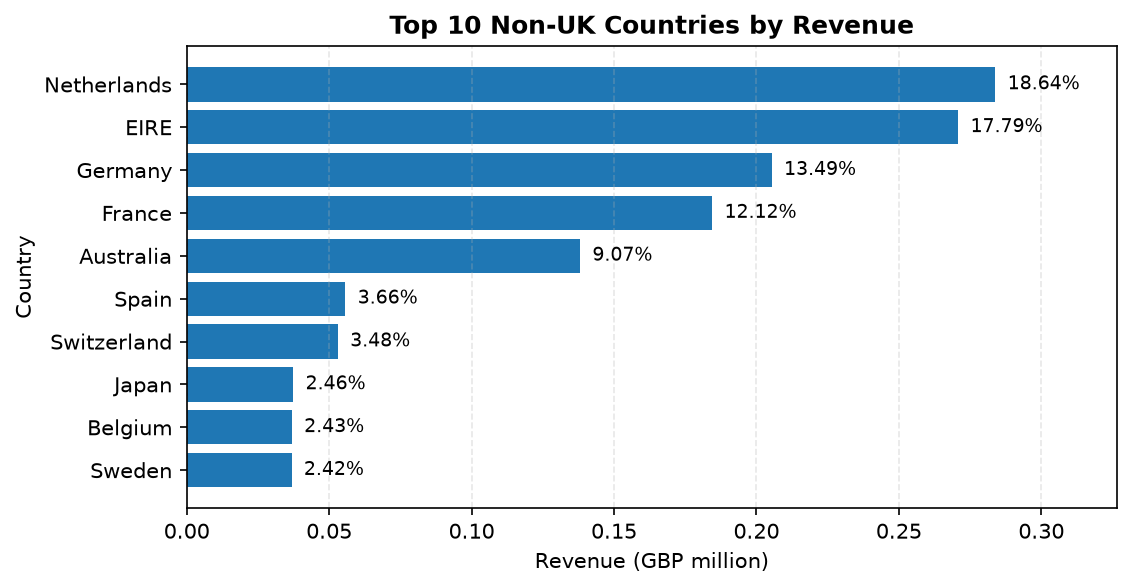 Top 10 Non-UK Countries by Revenue
Country
Netherlands 18.64%
EIRE 17.79%
Germany 13.49%
France 12.12%
Australia 9.07%
Spain 3.66%
Switzerland 3.48%
Japan 2.46%
Belgium 2.43%
Sweden 2.42%
0.00 0.05 0.10 0.15 0.20 0.25 0.30
Revenue (GBP million)